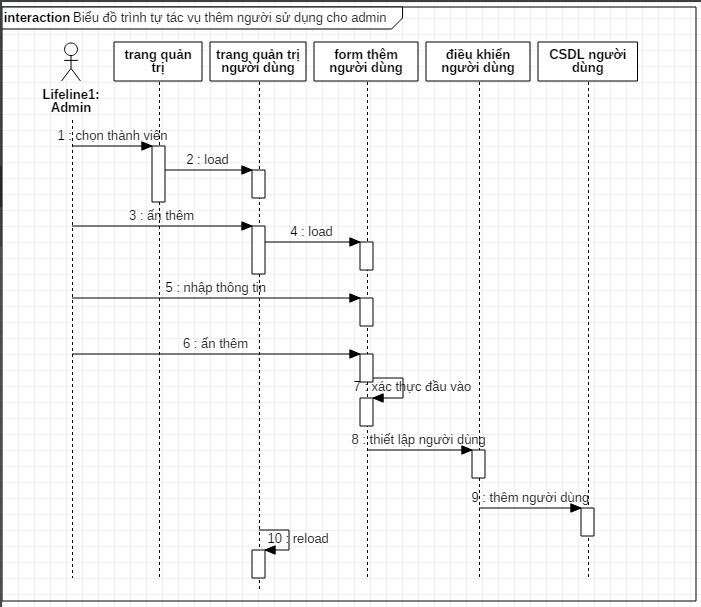 interaction Biểu đồ trình tự tác vụ thêm người sử dụng cho admin
trang quản
trị
trang quản trị
người dùng
form thêm
người dùng
điều khiển
người dùng
CSDL người
dùng
Lifeline1:
Admin
1 : chọn thành viên
2 : load
3 : ấn thêm
4 : load
5 : nhập thông tin
6 : ấn thêm
7 : xác thực đầu vào
8 : thiết lập người dùng
9 : thêm người dùng
10 : reload